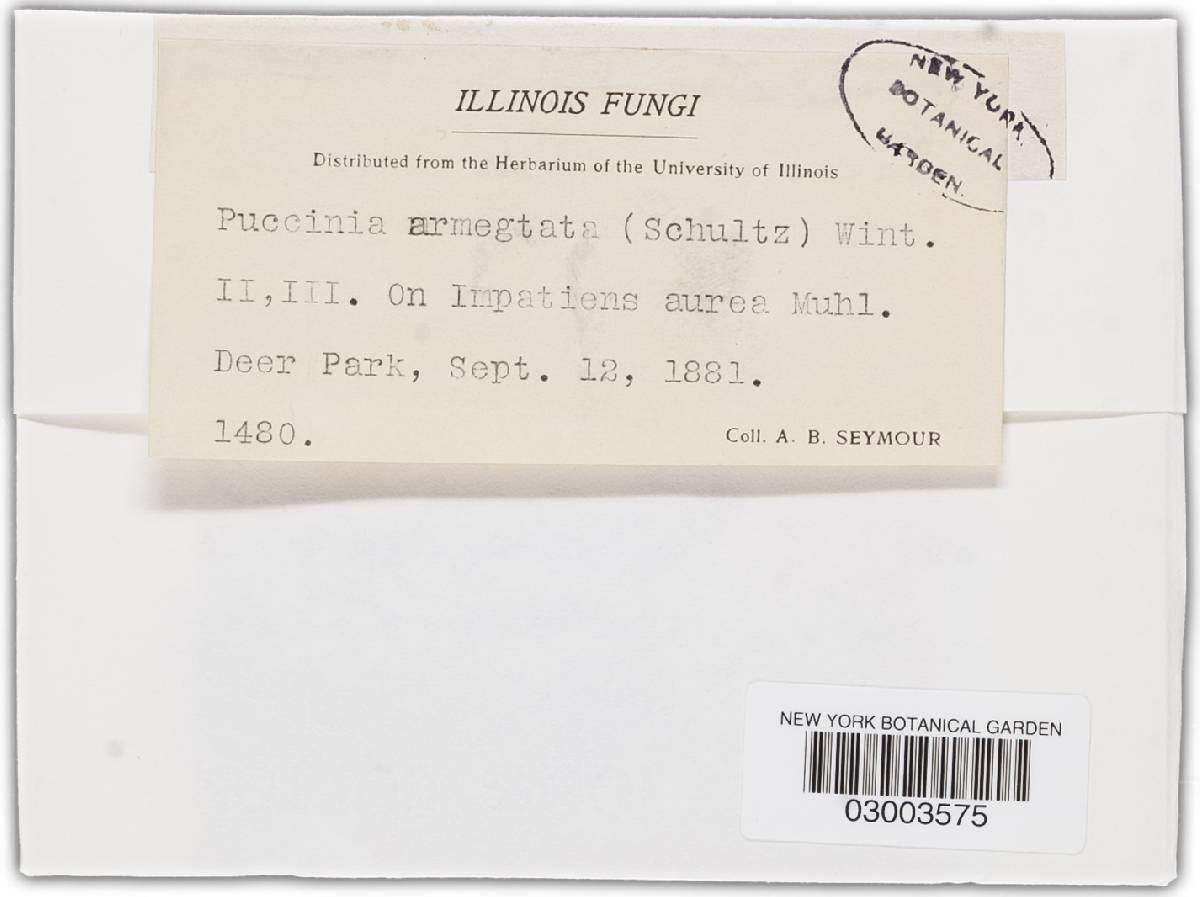 ILLINOIS FUNGI
Distributed from the Herbarium of the University of Illinois
NEW YORK
BOTANICAL
GARDEN.
Puccinia armegtata (Schultz) Wint.
II,III. On Impatiens aurea Muhl.
Deer Park, Sept. 12, 1881.
1480.
Coll. A. B. SEYMOUR
NEW YORK BOTANICAL GARDEN
03003575